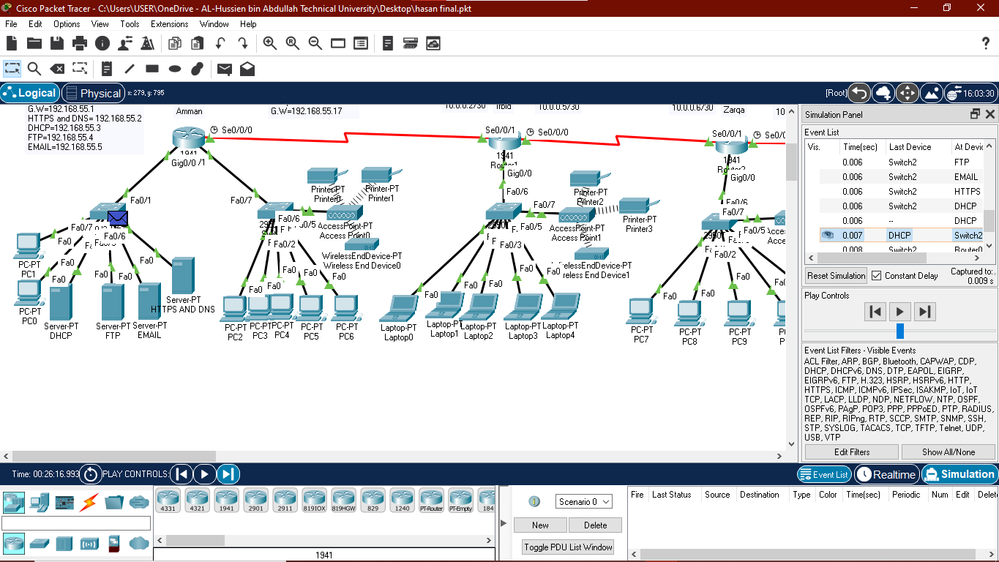 Cisco Packet Tracer - C:\Users\USER\OneDrive - AL-Hussien bin Abdullah Technical University\Desktop\hasan final.pkt
File Edit Options View Tools Extensions Window Help
Logical Physical x: 279, y: 795 [Root] 16:03:30
G.W=192.168.55.1
HTTPS and DNS= 192.168.55.2
DHCP=192.168.55.3
FTP=192.168.55.4
EMAIL=192.168.55.5
Amman
G.W=192.168.55.17
10.0.0.2/30
Irbid
10.0.0.5/30
10.0.0.6/30
Zarqa
10
Se0/0/0
Se0/0/1
Se0/0/0
Se0/0/1
Se0/0
1941
Gig0/0 /1
1941
Gig0/0
1941
Gig0/0
Fa0/1
Fa0/7
Fa0/6
Fa0/7
Fa0/6
Fa0/7
Printer-PT
Printer0
Printer-PT
Printer1
Printer-PT
Printer2
Printer-PT
Printer3
Fa0/6
AccessPoint-PT
Access Point0
AccessPoint-PT
Access Point1
WirelessEndDevice-PT
Wireless End Device0
WirelessEndDevice-PT
reless End Device1
Fa0/7
Fa0/6
Fa0
Fa0
Fa0
Fa0
Fa0
Fa0/2
Fa0
Fa0
Fa0
Fa0/3
Fa0/5
Fa0
Fa0
Fa0/5
Fa0/2
Fa0
Fa0
Fa0
PC-PT
PC1
PC-PT
PC0
Server-PT
DHCP
Server-PT
FTP
Server-PT
EMAIL
Server-PT
HTTPS AND DNS
PC-PT
PC2
PC-PT
PC3
PC-PT
PC4
PC-PT
PC5
PC-PT
PC6
Laptop-PT
Laptop0
Laptop-PT
Laptop1
Laptop-PT
Laptop2
Laptop-PT
Laptop3
Laptop-PT
Laptop4
PC-PT
PC7
PC-PT
PC8
PC-PT
PC9
Simulation Panel
Event List
Vis. Time(sec) Last Device At Devic
0.006 Switch2 FTP
0.006 Switch2 EMAIL
0.006 Switch2 HTTPS
0.006 Switch2 DHCP
0.006 -- DHCP
0.007 DHCP Switch2
0.008 Switch2 Router0
Reset Simulation Constant Delay Captured to:
0.009 s
Play Controls
Event List Filters - Visible Events
ACL Filter, ARP, BGP, Bluetooth, CAPWAP, CDP,
DHCP, DHCPv6, DNS, DTP, EAPOL, EIGRP,
EIGRPv6, FTP, H.323, HSRP, HSRPv6, HTTP,
HTTPS, ICMP, ICMPv6, IPSec, ISAKMP, IoT, IoT
TCP, LACP, LLDP, NDP, NETFLOW, NTP, OSPF,
OSPFv6, PAgP, POP3, PPP, PPPoED, PTP, RADIUS,
REP, RIP, RIPng, RTP, SCCP, SMTP, SNMP, SSH,
STP, SYSLOG, TACACS, TCP, TFTP, Telnet, UDP,
USB, VTP
Edit Filters Show All/None
Time: 00:26:16.993 PLAY CONTROLS: Event List Realtime Simulation
4331 4321 1941 2901 2911 819IOX 819HGW 829 1240 PT-Router PT-Empty 184
1941
Scenario 0
New Delete
Toggle PDU List Window
Fire Last Status Source Destination Type Color Time(sec) Periodic Num Edit Delete